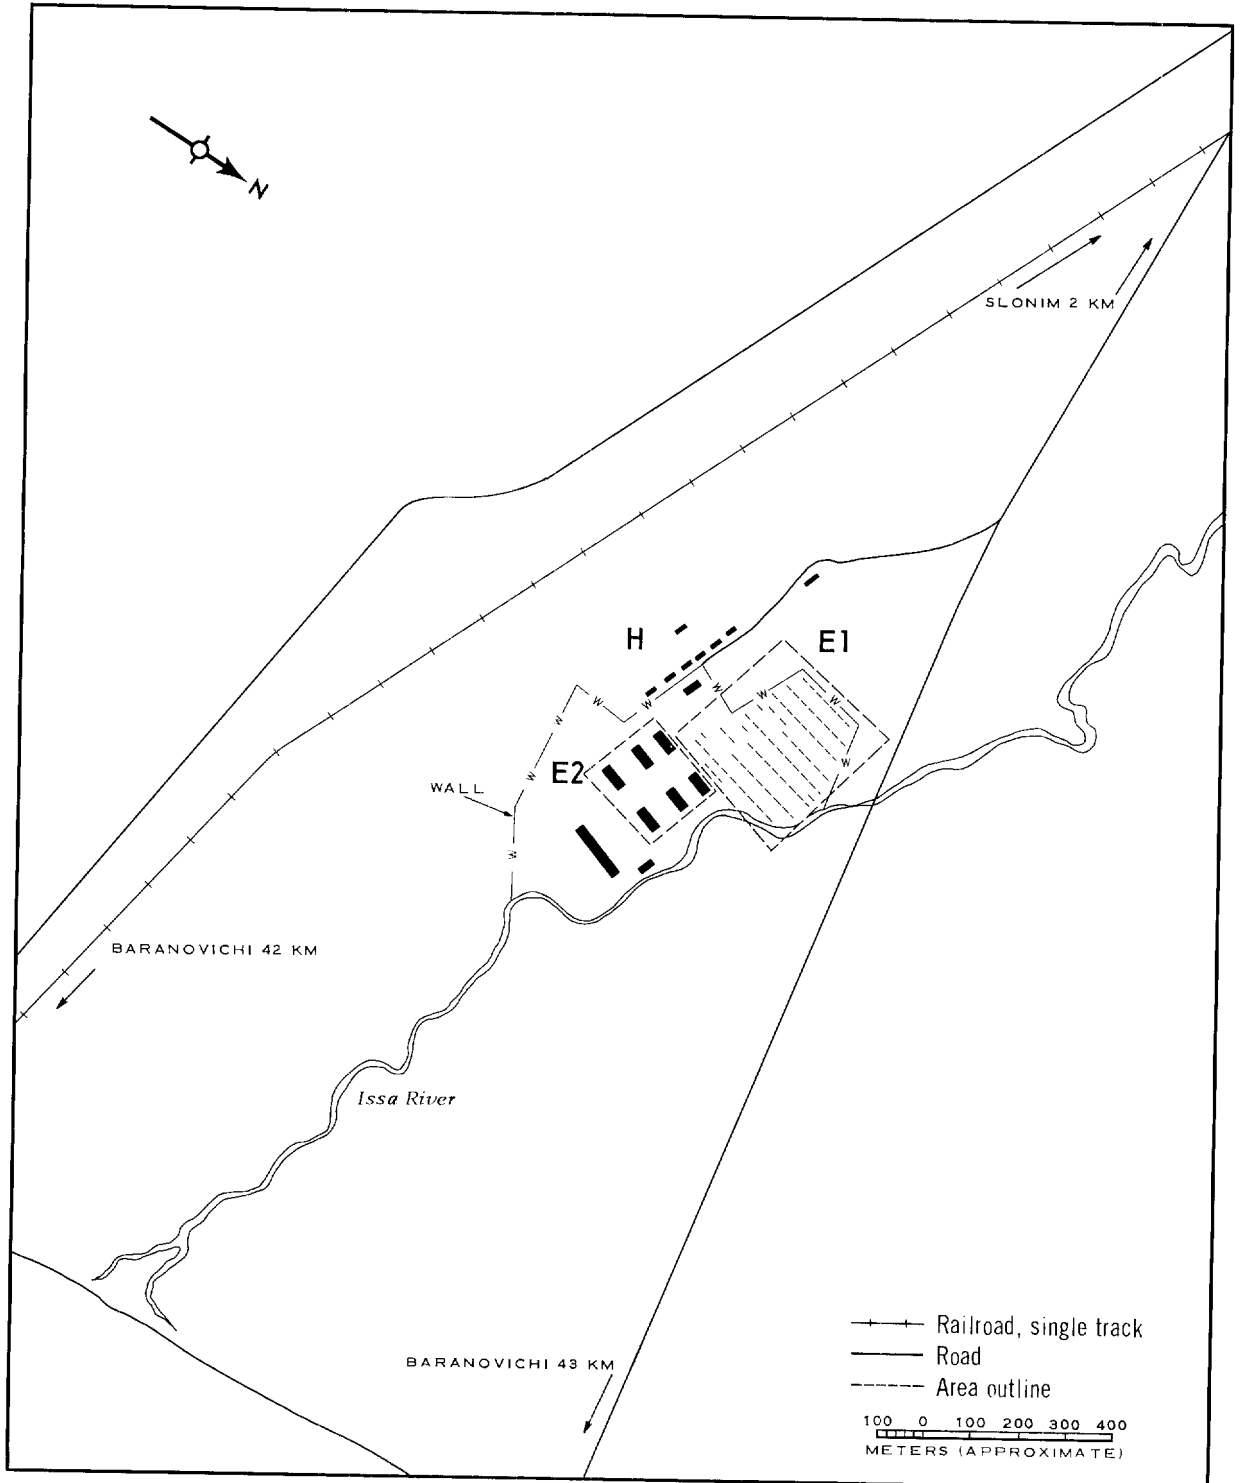 N
SLONIM 2 KM
H
E1
E2
WALL
W
W
W
W
W
W
W
W
W
W
BARANOVICHI 42 KM
Issa River
BARANOVICHI 43 KM
Railroad, single track
Road
Area outline
100 0 100 200 300 400
METERS (APPROXIMATE)